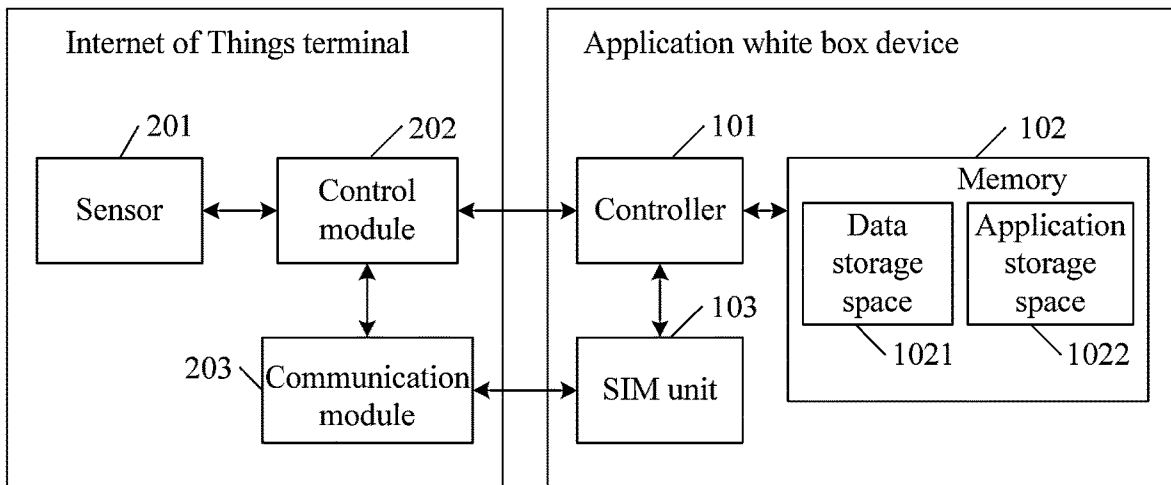 Internet of Things terminal
Application white box device
201
202
101
102
Sensor
Control
module
Controller
Memory
Data
storage
space
Application
storage
space
103
1021
1022
203
Communication
module
SIM unit